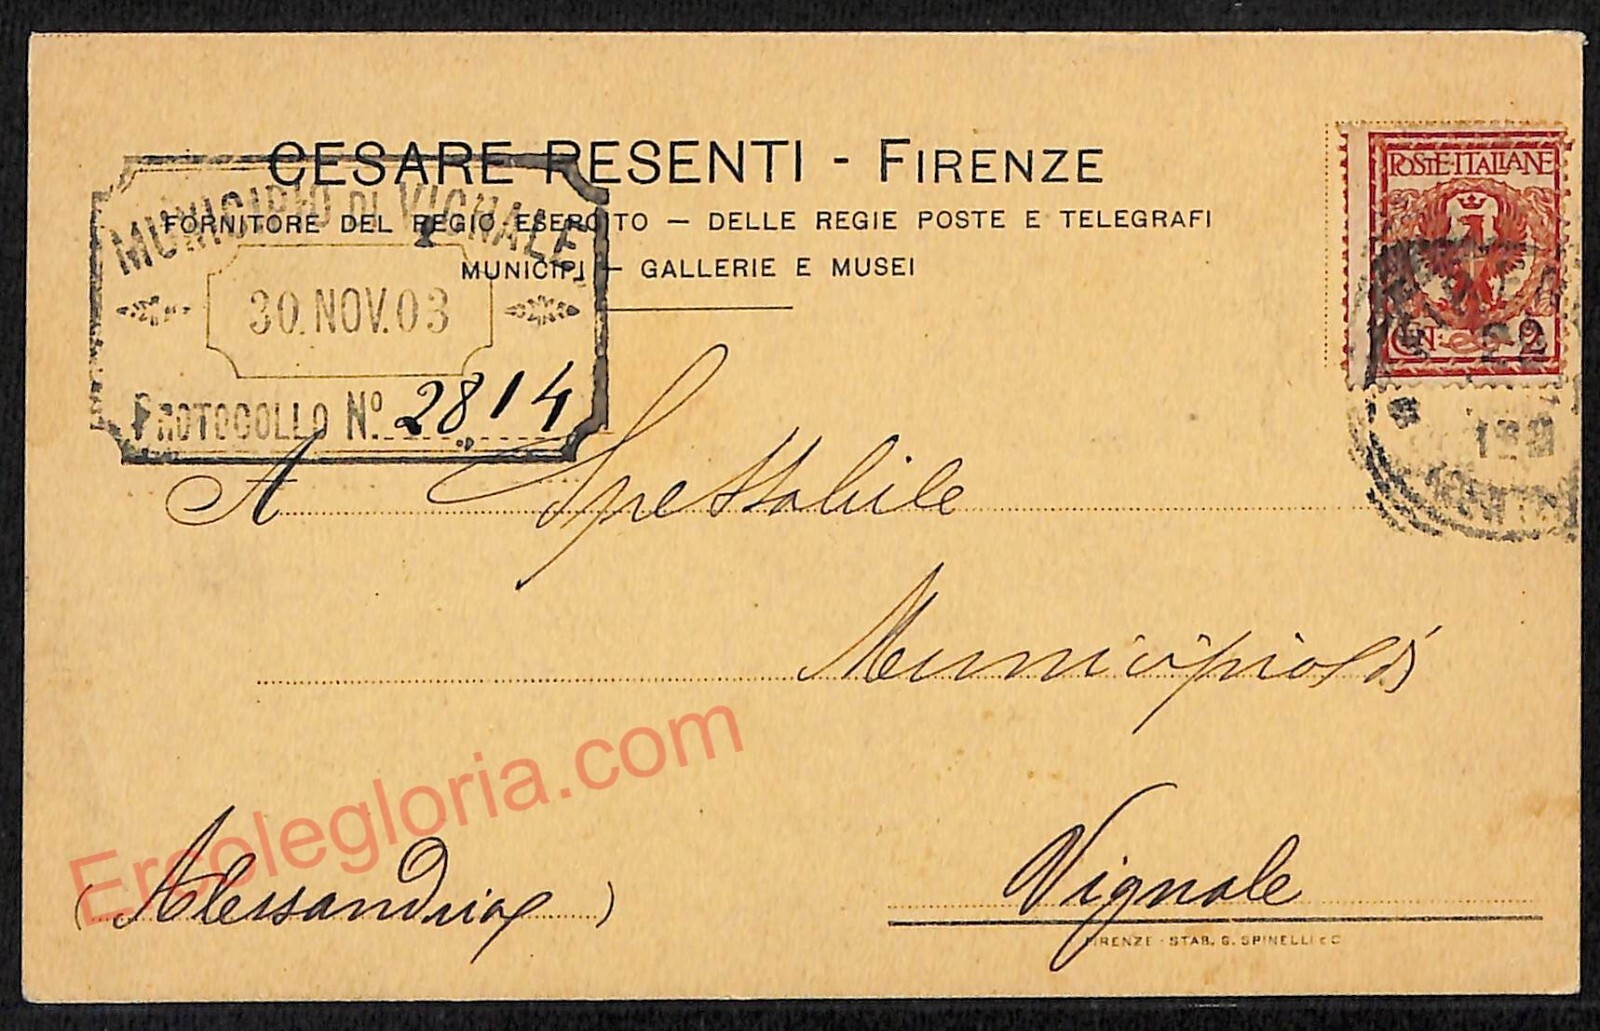 CESARE RESENTI - FIRENZE
FORNITORE DEL REGIO ESERCITO — DELLE REGIE POSTE E TELEGRAFI
MUNICIPI — GALLERIE E MUSEI
MUNICIPIO DI VIGNALE
30.NOV.03
PROTOCOLLO Nº 2814
POSTE·ITALIANE
CENT. 2
A Spettabile
Municipio di
Vignale
(Alessandria)
FIRENZE - STAB. G. SPINELLI E C
Ercolegloria.com